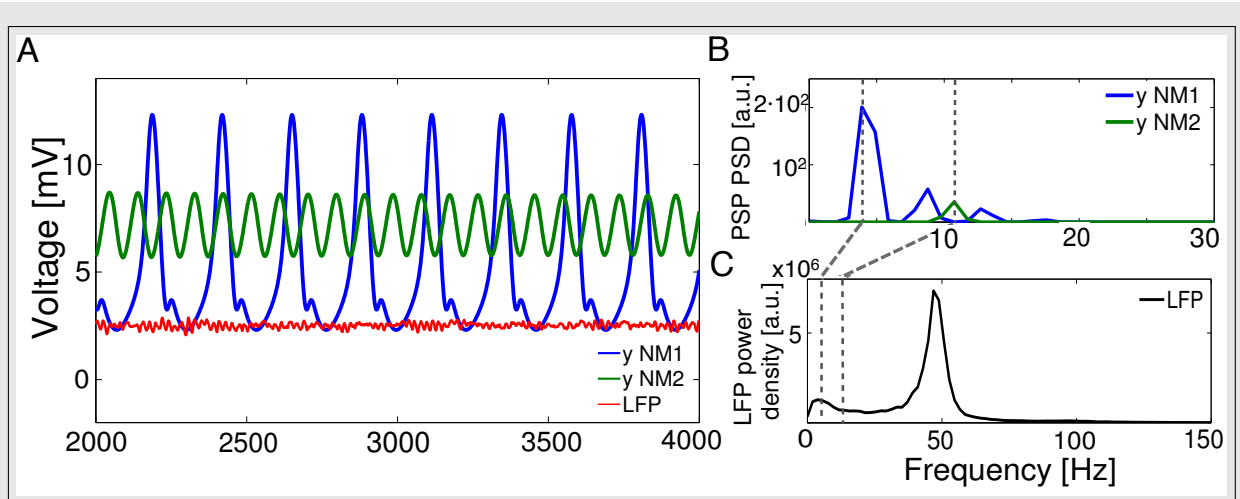 A
Voltage [mV]
10
5
0
2000
2500
3000
3500
4000
y NM1
y NM2
LFP
B
PSP PSD [a.u.]
2·10²
10²
y NM1
y NM2
10
20
30
C
x10⁶
LFP power
density [a.u.]
5
LFP
0
50
100
150
Frequency [Hz]